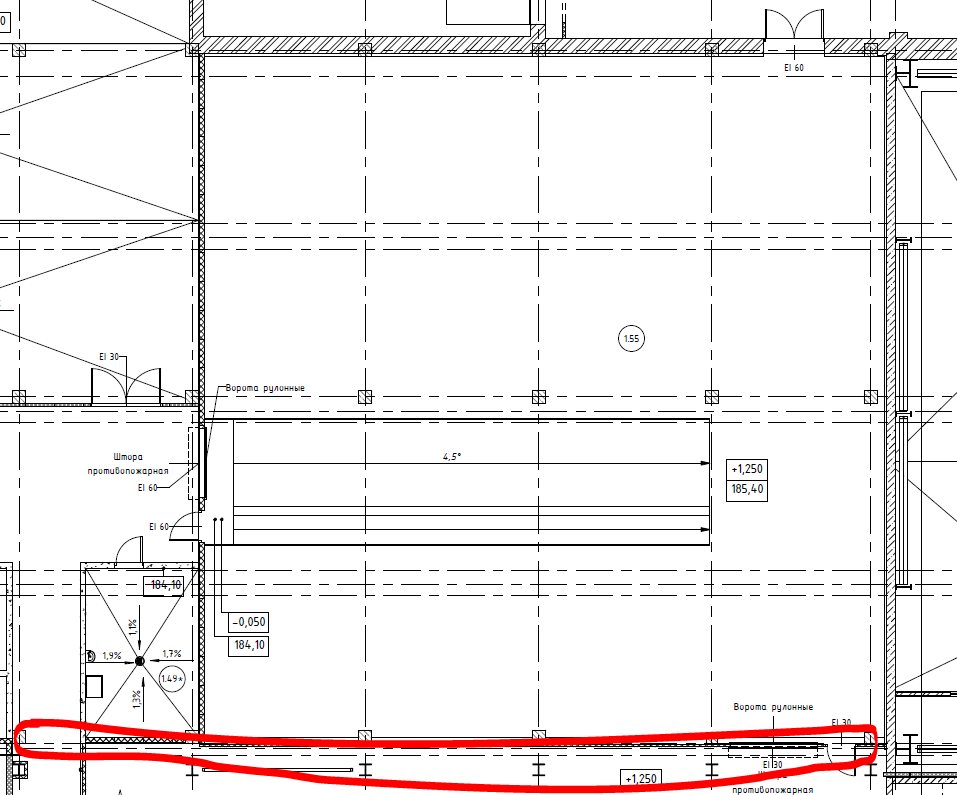 0
EI 60
1.55
EI 30
Ворота рулонные
Штора
противопожарная
EI 60
4,5°
+1,250
185,40
EI 60
184,10
-0,050
184,10
1,1%
1,9%
1,7%
1.49*
1,3%
Ворота рулонные
EI 30
EI 30
+1,250
противопожарная